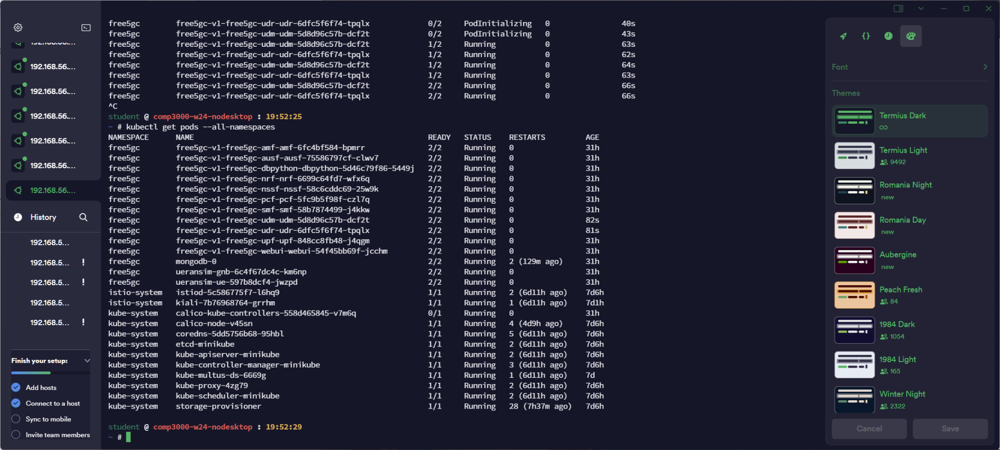 192.168.56....
192.168.56....
192.168.56....
192.168.56....
192.168.56....
192.168.56....
192.168.56....
History
192.168.5...
192.168.5... !
192.168.5... !
192.168.5...
192.168.5... !
Finish your setup:
Add hosts
Connect to a host
Sync to mobile
Invite team members
free5gc free5gc-v1-free5gc-udr-udr-6dfc5f6f74-tpqlx 0/2 PodInitializing 0 40s
free5gc free5gc-v1-free5gc-udm-udm-5d8d96c57b-dcf2t 0/2 PodInitializing 0 43s
free5gc free5gc-v1-free5gc-udm-udm-5d8d96c57b-dcf2t 1/2 Running 0 63s
free5gc free5gc-v1-free5gc-udr-udr-6dfc5f6f74-tpqlx 1/2 Running 0 62s
free5gc free5gc-v1-free5gc-udm-udm-5d8d96c57b-dcf2t 1/2 Running 0 64s
free5gc free5gc-v1-free5gc-udr-udr-6dfc5f6f74-tpqlx 1/2 Running 0 63s
free5gc free5gc-v1-free5gc-udm-udm-5d8d96c57b-dcf2t 2/2 Running 0 66s
free5gc free5gc-v1-free5gc-udr-udr-6dfc5f6f74-tpqlx 2/2 Running 0 66s
^C
student @ comp3000-w24-nodesktop : 19:52:25
~ # kubectl get pods --all-namespaces
NAMESPACE NAME READY STATUS RESTARTS AGE
free5gc free5gc-v1-free5gc-amf-amf-6fc4bf584-bpmrr 2/2 Running 0 31h
free5gc free5gc-v1-free5gc-ausf-ausf-75586797cf-clwv7 2/2 Running 0 31h
free5gc free5gc-v1-free5gc-dbpython-dbpython-5d46c79f86-5449j 2/2 Running 0 31h
free5gc free5gc-v1-free5gc-nrf-nrf-6699c64fd7-wfx6q 2/2 Running 0 31h
free5gc free5gc-v1-free5gc-nssf-nssf-58c6cddc69-25w9k 2/2 Running 0 31h
free5gc free5gc-v1-free5gc-pcf-pcf-5fc9b5f98f-czl7q 2/2 Running 0 31h
free5gc free5gc-v1-free5gc-smf-smf-58b7874499-j4kkw 2/2 Running 0 31h
free5gc free5gc-v1-free5gc-udm-udm-5d8d96c57b-dcf2t 2/2 Running 0 82s
free5gc free5gc-v1-free5gc-udr-udr-6dfc5f6f74-tpqlx 2/2 Running 0 81s
free5gc free5gc-v1-free5gc-upf-upf-848cc8fb48-j4qgm 2/2 Running 0 31h
free5gc free5gc-v1-free5gc-webui-webui-54f45bb69f-jcchm 2/2 Running 0 31h
free5gc mongodb-0 2/2 Running 2 (129m ago) 31h
free5gc ueransim-gnb-6c4f67dc4c-km6np 2/2 Running 0 31h
free5gc ueransim-ue-597b8dcf4-jwzpd 2/2 Running 0 31h
istio-system istiod-5c586775f7-l6hq9 1/1 Running 2 (6d11h ago) 7d6h
istio-system kiali-7b76968764-grrhm 1/1 Running 1 (6d11h ago) 7d1h
kube-system calico-kube-controllers-558d465845-v7m6q 0/1 Running 0 31h
kube-system calico-node-v45sn 1/1 Running 4 (4d9h ago) 7d6h
kube-system coredns-5dd5756b68-95hbl 1/1 Running 5 (6d11h ago) 7d6h
kube-system etcd-minikube 1/1 Running 2 (6d11h ago) 7d6h
kube-system kube-apiserver-minikube 1/1 Running 2 (6d11h ago) 7d6h
kube-system kube-controller-manager-minikube 1/1 Running 3 (6d11h ago) 7d6h
kube-system kube-multus-ds-6669g 1/1 Running 1 (6d11h ago) 7d
kube-system kube-proxy-4zg79 1/1 Running 2 (6d11h ago) 7d6h
kube-system kube-scheduler-minikube 1/1 Running 2 (6d11h ago) 7d6h
kube-system storage-provisioner 1/1 Running 28 (7h37m ago) 7d6h
student @ comp3000-w24-nodesktop : 19:52:29
~ #
{}
Font
Themes
Termius Dark
∞
Termius Light
9492
Romania Night
new
Romania Day
new
Aubergine
new
Peach Fresh
84
1984 Dark
1054
1984 Light
165
Winter Night
2322
Cancel
Save